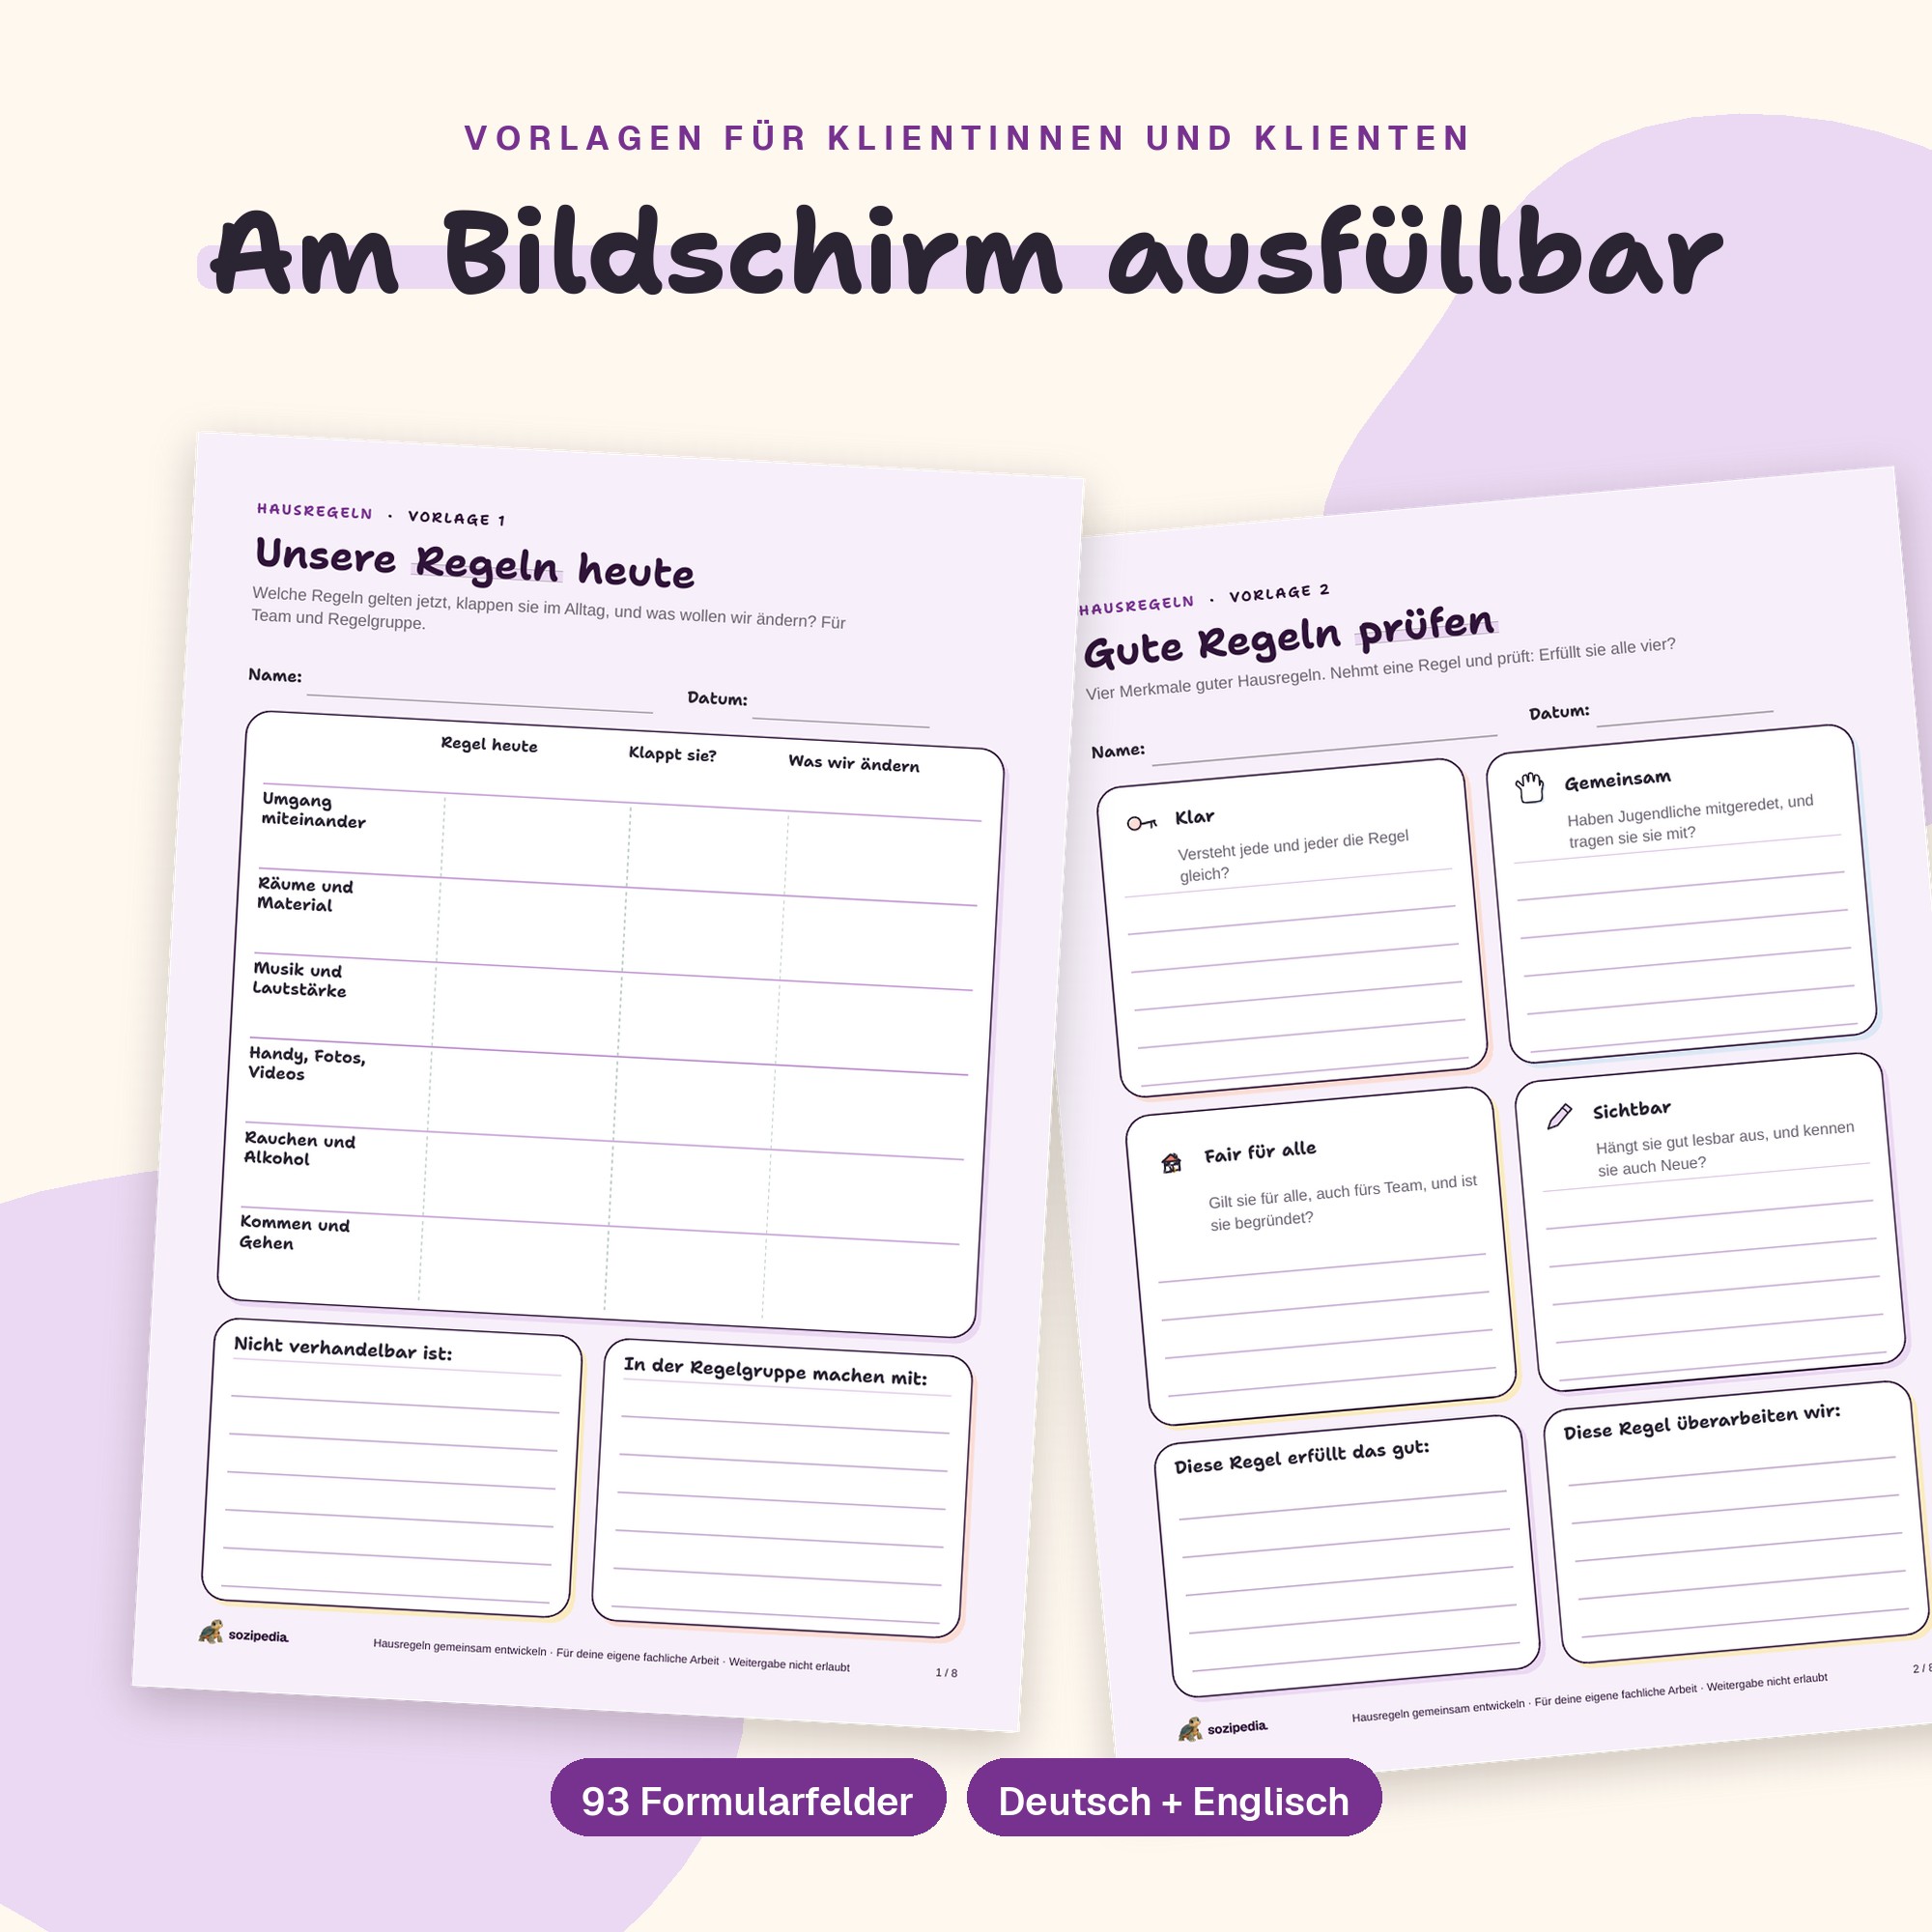 VORLAGEN FÜR KLIENTINNEN UND KLIENTEN
Am Bildschirm ausfüllbar
HAUSREGELN · VORLAGE 1
Unsere Regeln heute
Welche Regeln gelten jetzt, klappen sie im Alltag, und was wollen wir ändern? Für
Team und Regelgruppe.
Name:
Datum:
Regel heute
Klappt sie?
Was wir ändern
Umgang
miteinander
Räume und
Material
Musik und
Lautstärke
Handy, Fotos,
Videos
Rauchen und
Alkohol
Kommen und
Gehen
Nicht verhandelbar ist:
In der Regelgruppe machen mit:
sozipedia.
Hausregeln gemeinsam entwickeln · Für deine eigene fachliche Arbeit · Weitergabe nicht erlaubt
1 / 8
HAUSREGELN · VORLAGE 2
Gute Regeln prüfen
Vier Merkmale guter Hausregeln. Nehmt eine Regel und prüft: Erfüllt sie alle vier?
Name:
Datum:
Klar
Versteht jede und jeder die Regel
gleich?
Gemeinsam
Haben Jugendliche mitgeredet, und
tragen sie sie mit?
Fair für alle
Gilt sie für alle, auch fürs Team, und ist
sie begründet?
Sichtbar
Hängt sie gut lesbar aus, und kennen
sie auch Neue?
Diese Regel erfüllt das gut:
Diese Regel überarbeiten wir:
sozipedia.
Hausregeln gemeinsam entwickeln · Für deine eigene fachliche Arbeit · Weitergabe nicht erlaubt
2 / 8
93 Formularfelder
Deutsch + Englisch